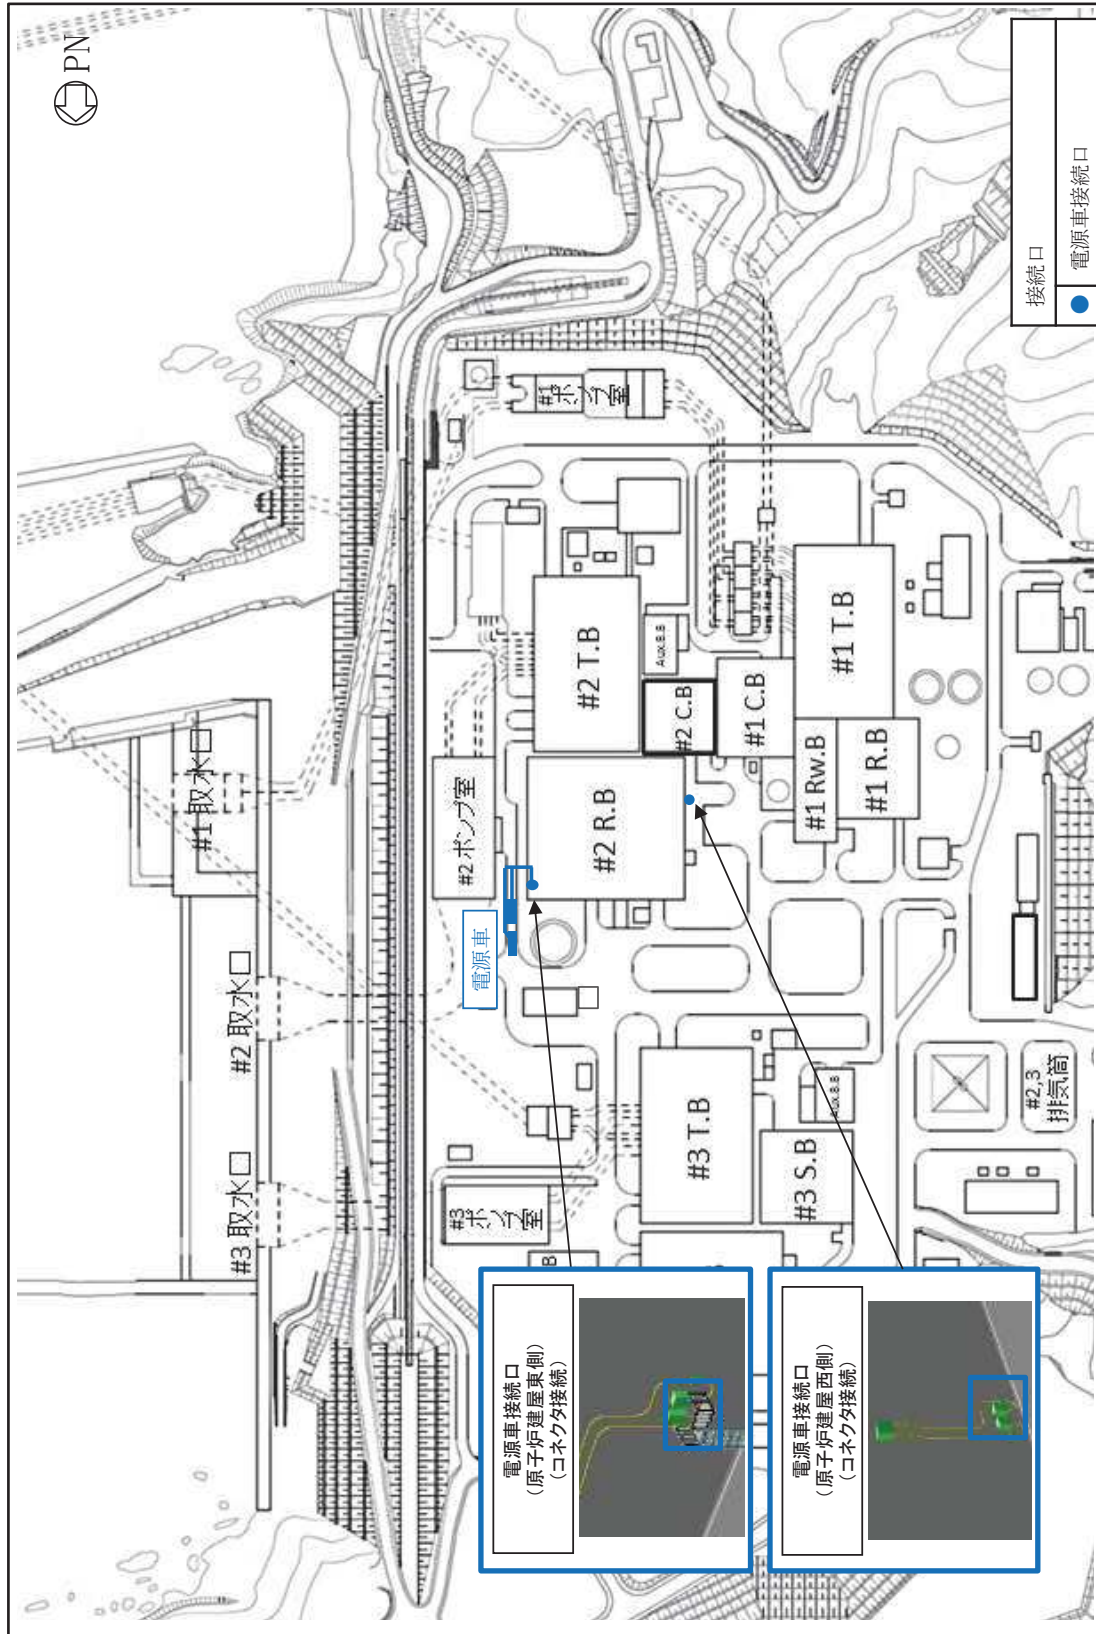 PN
#1 取水口
#2 取水口
#3 取水口
#1
ポンプ室
#2 ポンプ室
#3
ポンプ室
電源車
#2 T.B
#2 R.B
Aux.B.B
#2 C.B
#1 C.B
#1 T.B
#1 Rw.B
#1 R.B
#3 T.B
#3 S.B
Aux.B.B
B
#2,3
排気筒
電源車接続口
(原子炉建屋東側)
(コネクタ接続)
電源車接続口
(原子炉建屋西側)
(コネクタ接続)
接続口
電源車接続口